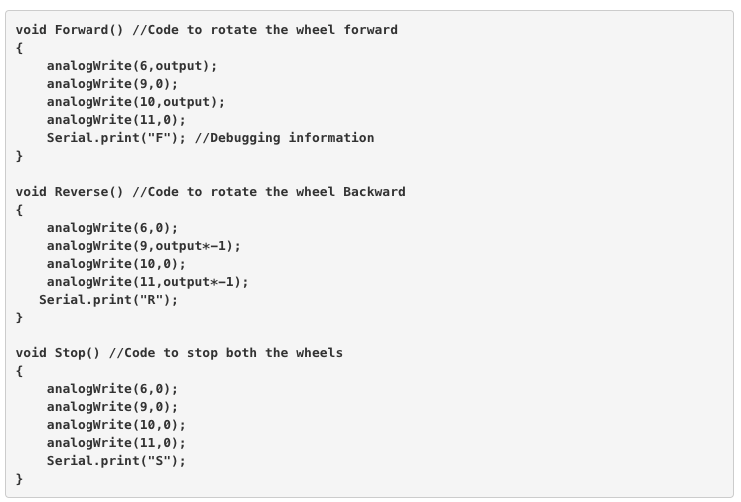 void Forward() //Code to rotate the wheel forward
{
    analogWrite(6,output);
    analogWrite(9,0);
    analogWrite(10,output);
    analogWrite(11,0);
    Serial.print("F"); //Debugging information
}

void Reverse() //Code to rotate the wheel Backward
{
    analogWrite(6,0);
    analogWrite(9,output*-1);
    analogWrite(10,0);
    analogWrite(11,output*-1);
   Serial.print("R");
}

void Stop() //Code to stop both the wheels
{
    analogWrite(6,0);
    analogWrite(9,0);
    analogWrite(10,0);
    analogWrite(11,0);
    Serial.print("S");
}